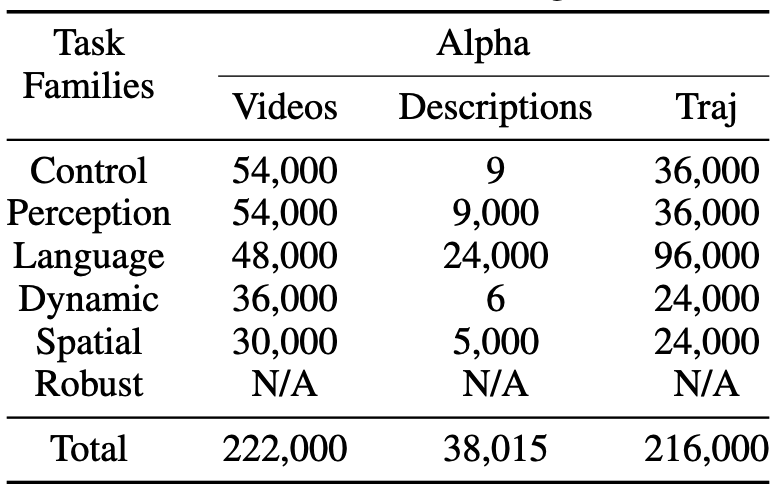 Task Families Alpha
Videos Descriptions Traj
Control 54,000 9 36,000
Perception 54,000 9,000 36,000
Language 48,000 24,000 96,000
Dynamic 36,000 6 24,000
Spatial 30,000 5,000 24,000
Robust N/A N/A N/A
Total 222,000 38,015 216,000